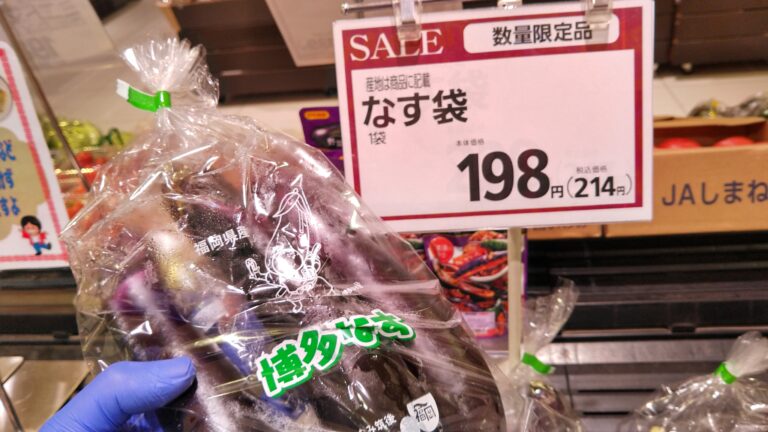 SALE
数量限定品
産地は商品に記載
なす袋
1袋
本体価格
税込価格
198円(214円)
JAしまね
福岡県産
博多なす
筑後